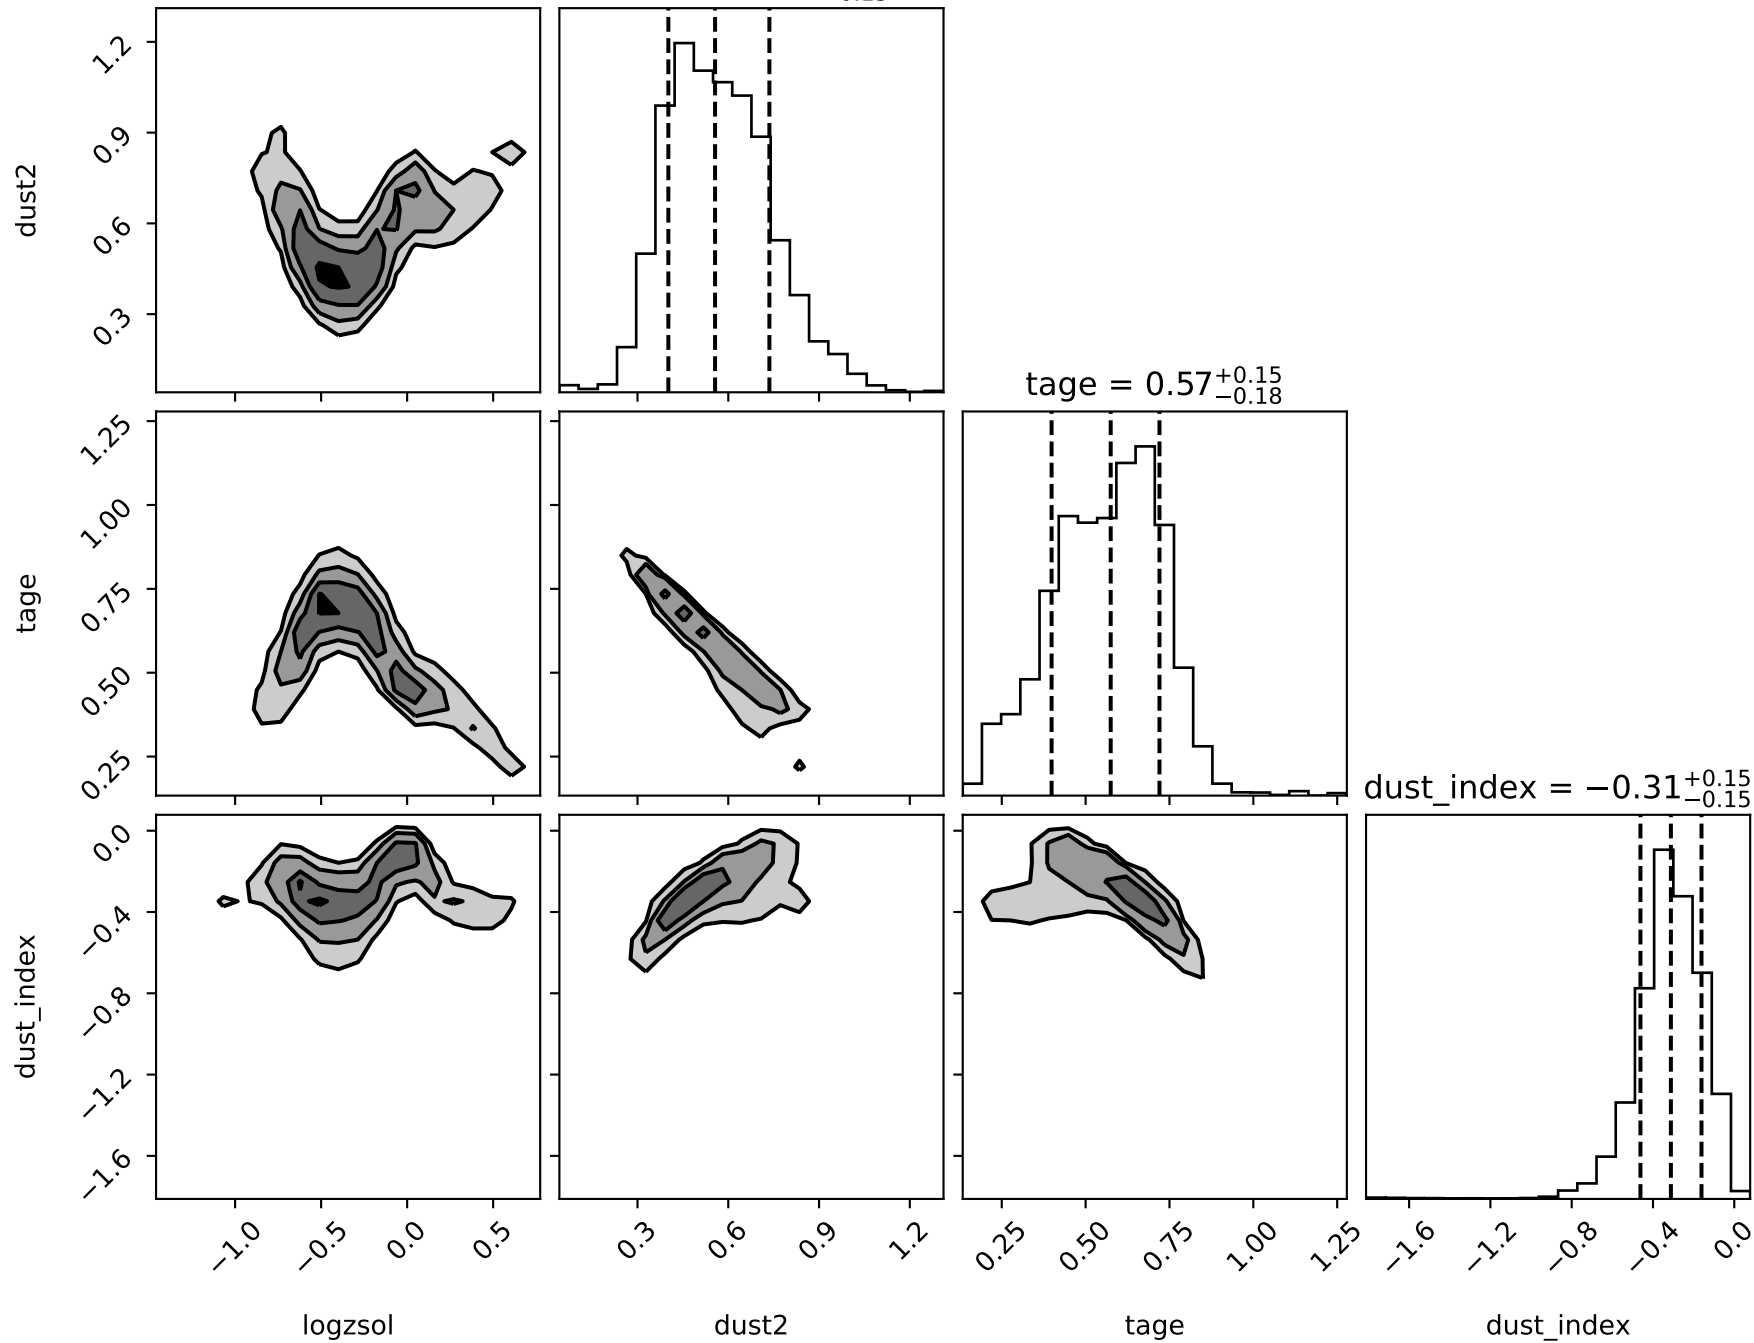 dust2
1.2
0.9
0.6
0.3
tage = 0.57 +0.15 −0.18
tage
1.25
1.00
0.75
0.50
0.25
dust_index = −0.31 +0.15 −0.15
dust_index
0.0
−0.4
−0.8
−1.2
−1.6
−1.0 −0.5 0.0 0.5
0.3 0.6 0.9 1.2
0.25 0.50 0.75 1.00 1.25
−1.6 −1.2 −0.8 −0.4 0.0
logzsol dust2 tage dust_index